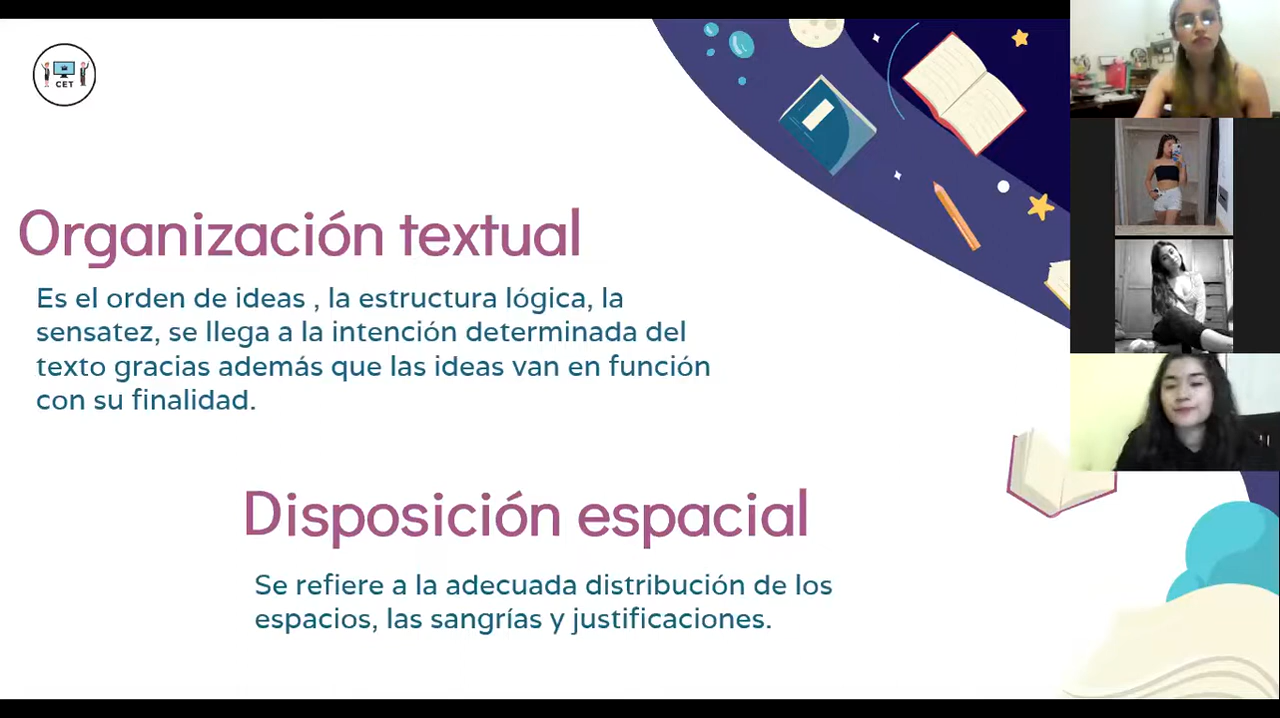 CET
Organización textual
Es el orden de ideas , la estructura lógica, la
sensatez, se llega a la intención determinada del
texto gracias además que las ideas van en función
con su finalidad.
Disposición espacial
Se refiere a la adecuada distribución de los
espacios, las sangrías y justificaciones.